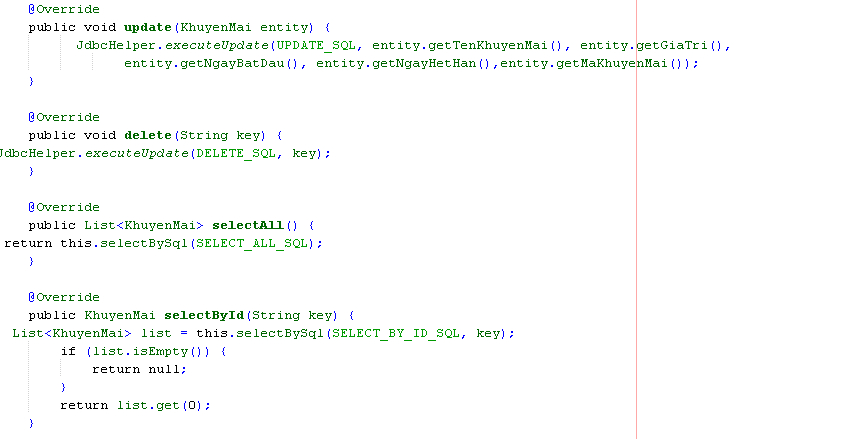 @Override
public void update(KhuyenMai entity) {
JdbcHelper.executeUpdate(UPDATE_SQL, entity.getTenKhuyenMai(), entity.getGiaTri(),
entity.getNgayBatDau(), entity.getNgayHetHan(),entity.getMaKhuyenMai());
}
@Override
public void delete(String key) {
JdbcHelper.executeUpdate(DELETE_SQL, key);
}
@Override
public List<KhuyenMai> selectAll() {
return this.selectBySql(SELECT_ALL_SQL);
}
@Override
public KhuyenMai selectById(String key) {
List<KhuyenMai> list = this.selectBySql(SELECT_BY_ID_SQL, key);
if (list.isEmpty()) {
return null;
}
return list.get(0);
}